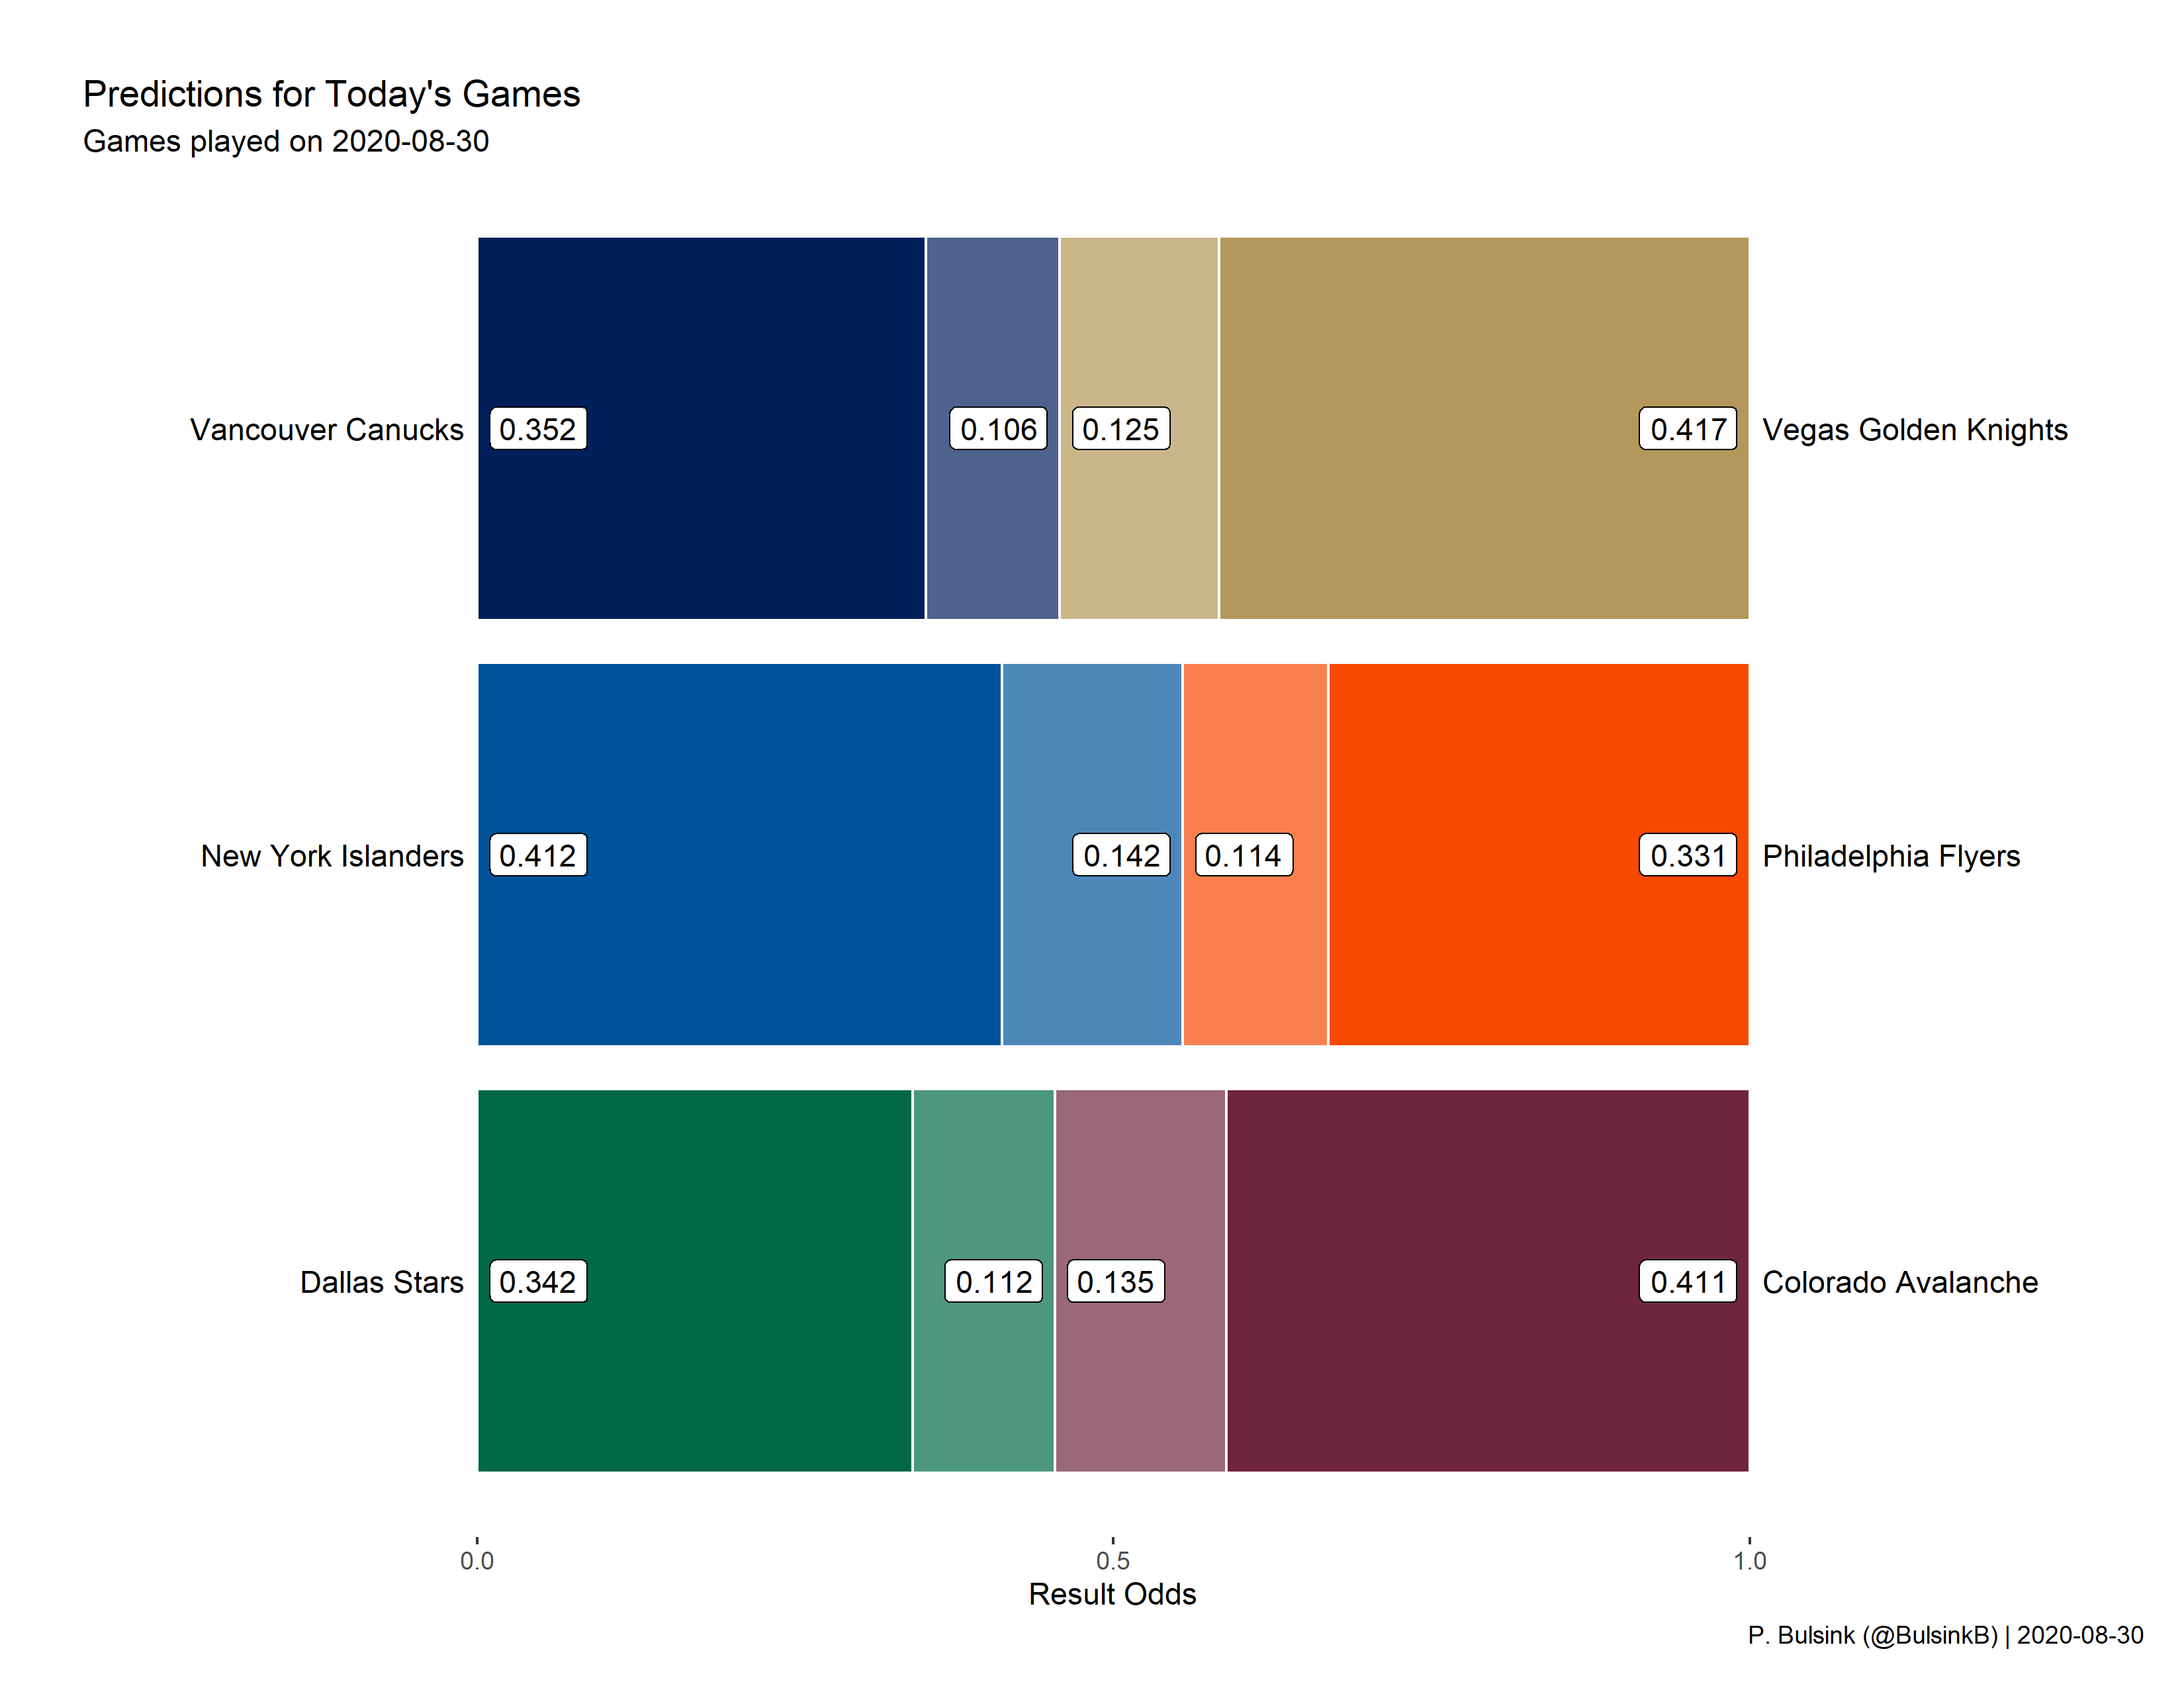 Predictions for Today's Games
Games played on 2020-08-30
Vancouver Canucks 0.352 0.106 0.125 0.417 Vegas Golden Knights
New York Islanders 0.412 0.142 0.114 0.331 Philadelphia Flyers
Dallas Stars 0.342 0.112 0.135 0.411 Colorado Avalanche
0.0 0.5 1.0
Result Odds
P. Bulsink (@BulsinkB) | 2020-08-30